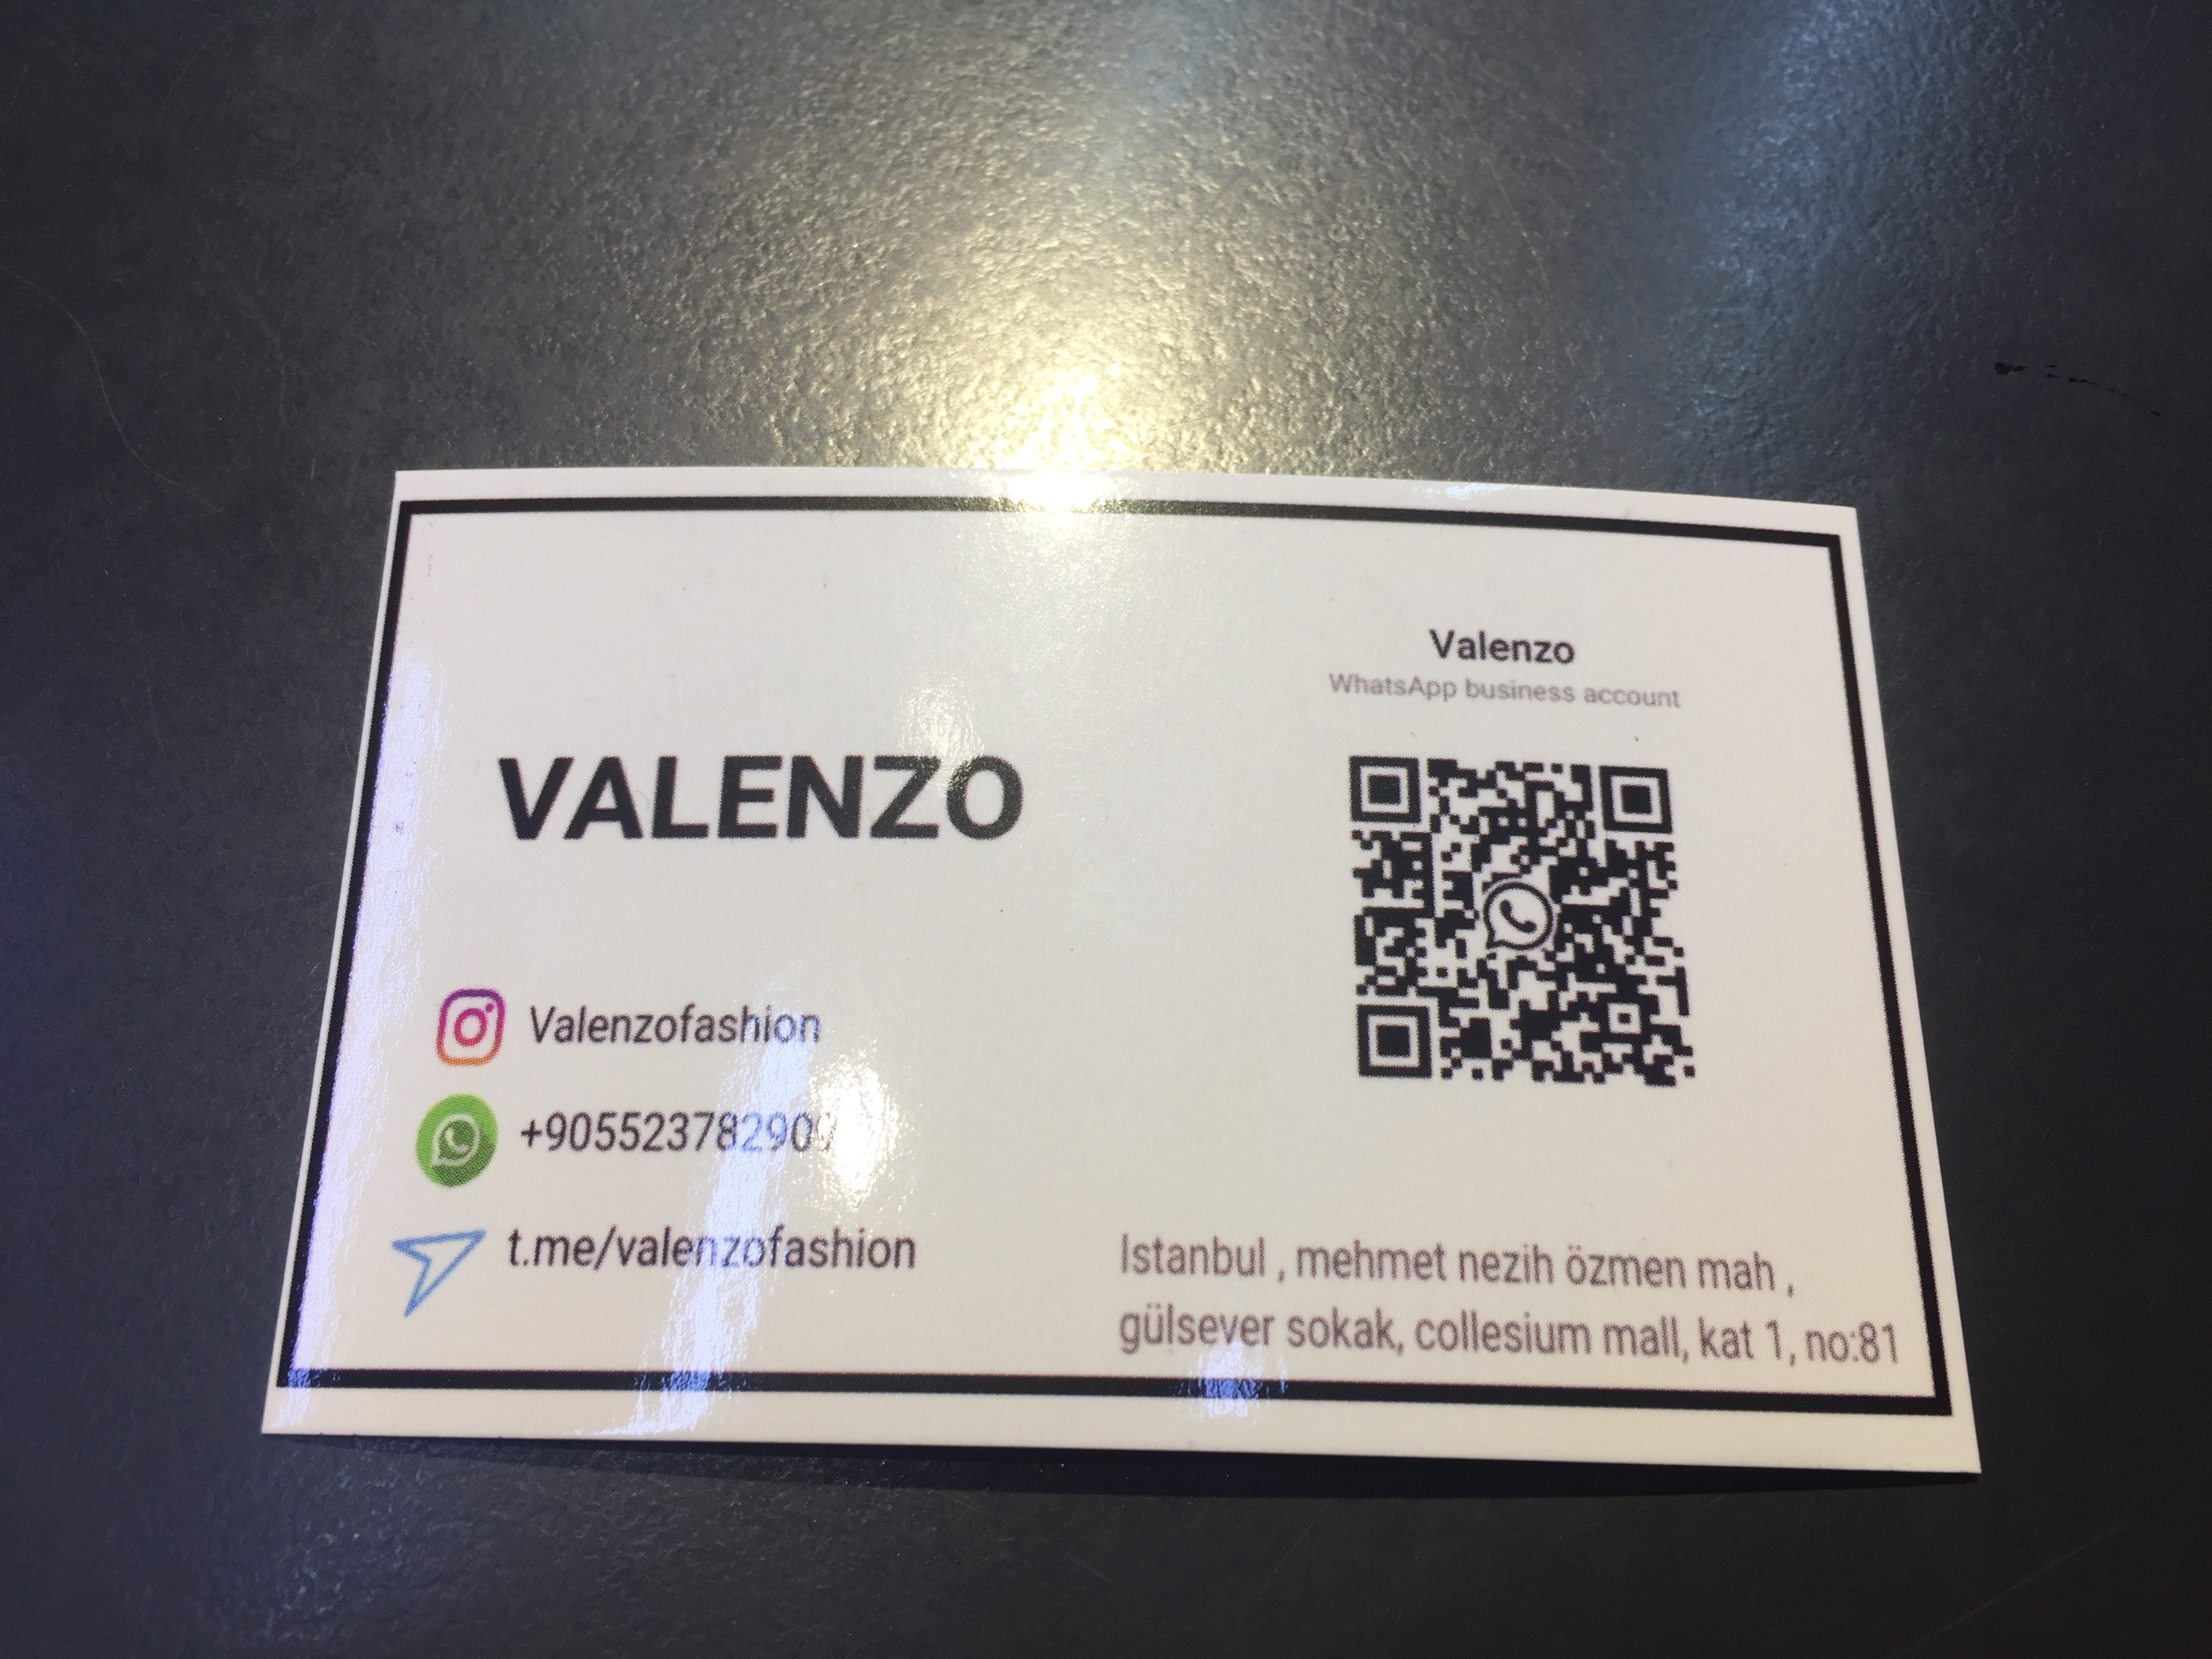 VALENZO
Valenzofashion
t.me/valenzofashion
Valenzo
WhatsApp business account
Istanbul , mehmet nezih özmen mah ,
gülsever sokak, collesium mall, kat 1, no:81